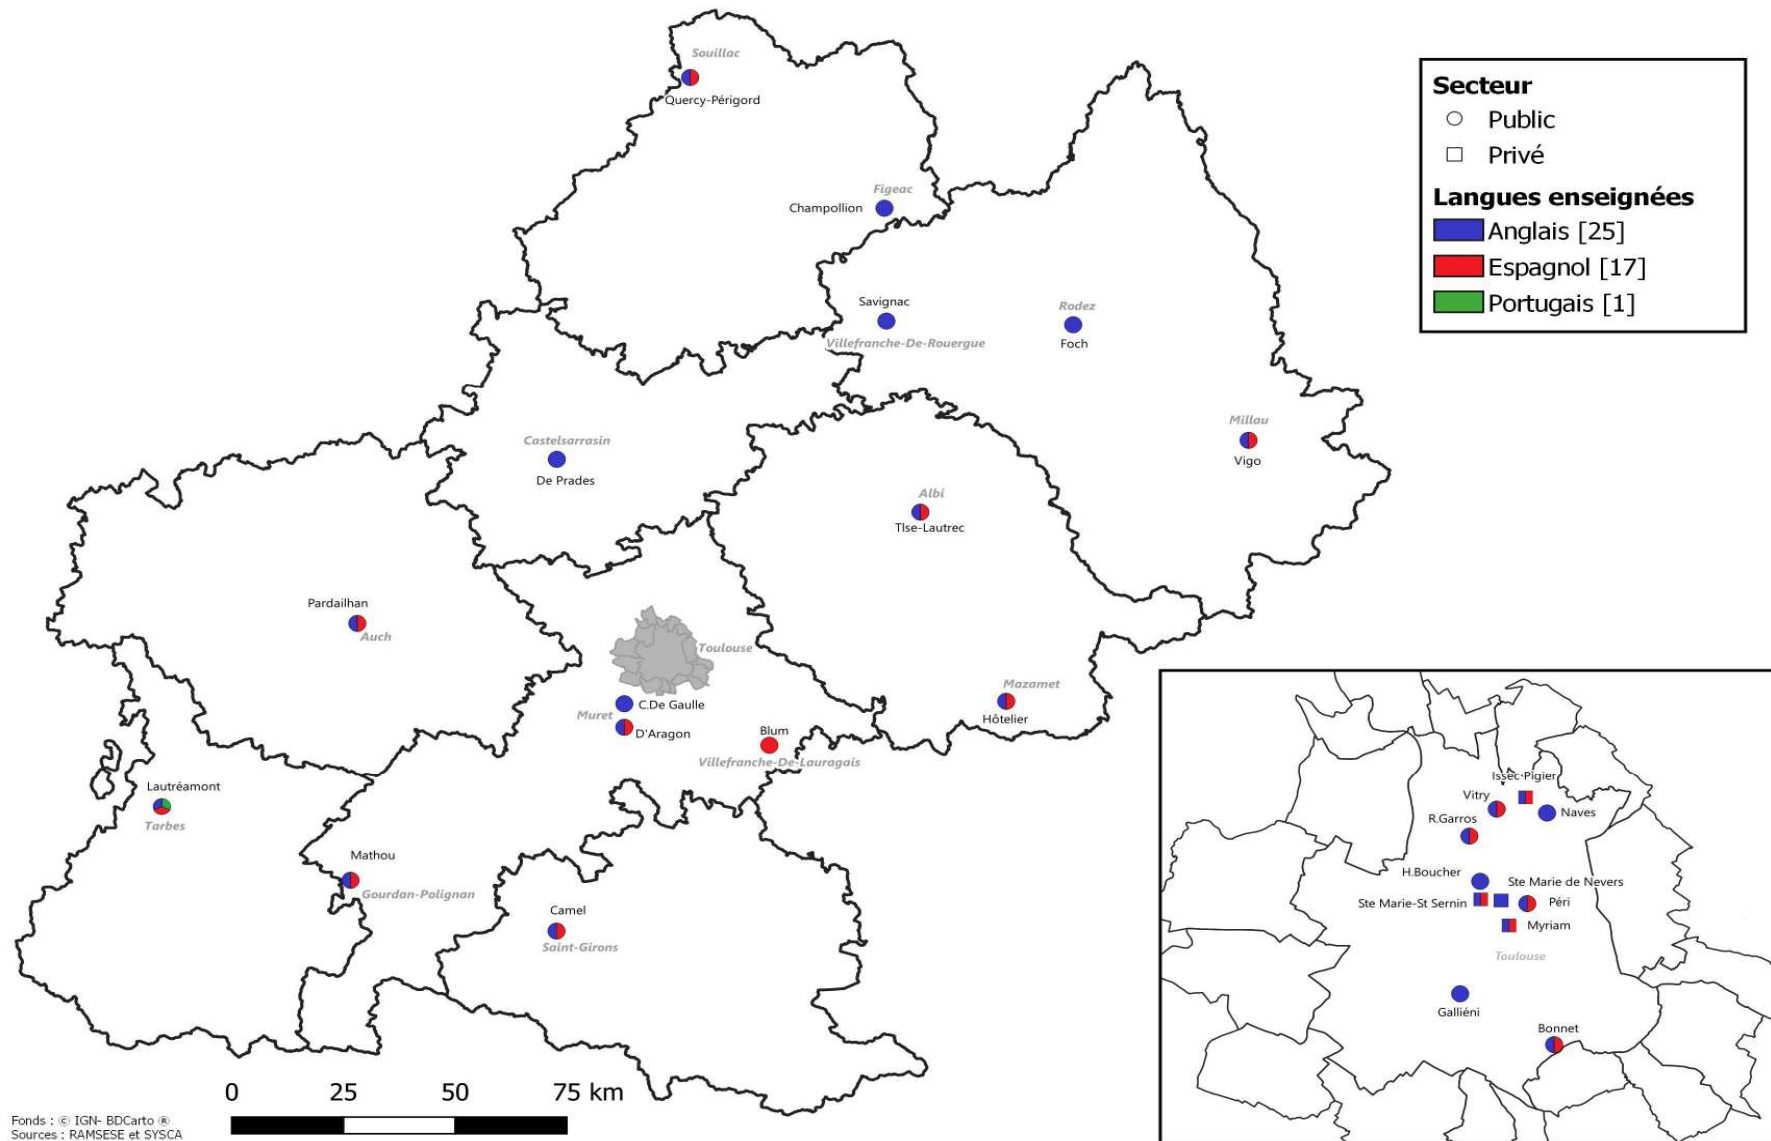 Souillac
Quercy-Périgord
Figeac
Champollion
Savignac
Villefranche-De-Rouergue
Rodez
Foch
Millau
Vigo
Castelsarrasin
De Prades
Albi
Tlse-Lautrec
Pardailhan
Auch
Toulouse
C.De Gaulle
Muret
D'Aragon
Blum
Villefranche-De-Lauragais
Mazamet
Hôtelier
Lautréamont
Tarbes
Mathou
Gourdan-Polignan
Camel
Saint-Girons
Secteur
Public
Privé
Langues enseignées
Anglais [25]
Espagnol [17]
Portugais [1]
Issec-Pigier
Vitry
Naves
R.Garros
H.Boucher
Ste Marie de Nevers
Ste Marie-St Sernin
Péri
Myriam
Toulouse
Galliéni
Bonnet
0 25 50 75 km
Fonds : © IGN- BDCarto ®
Sources : RAMSESE et SYSCA